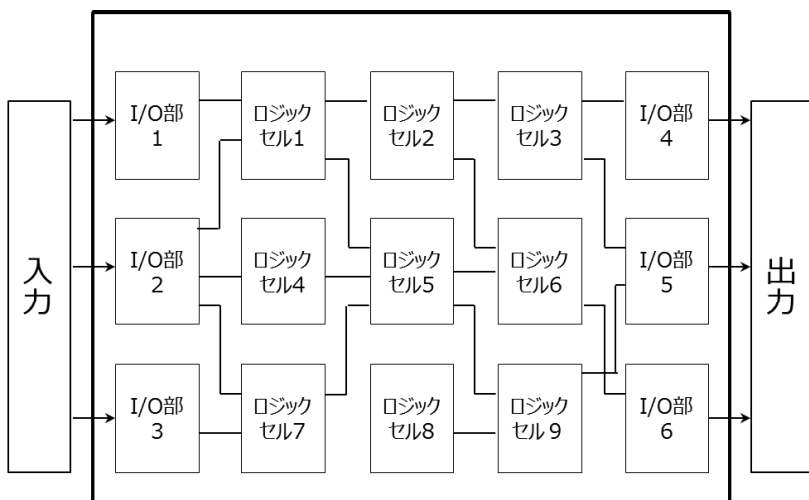 入力
I/O部
1
ロジック
セル1
ロジック
セル2
ロジック
セル3
I/O部
4
I/O部
2
ロジック
セル4
ロジック
セル5
ロジック
セル6
I/O部
5
I/O部
3
ロジック
セル7
ロジック
セル8
ロジック
セル 9
I/O部
6
出力